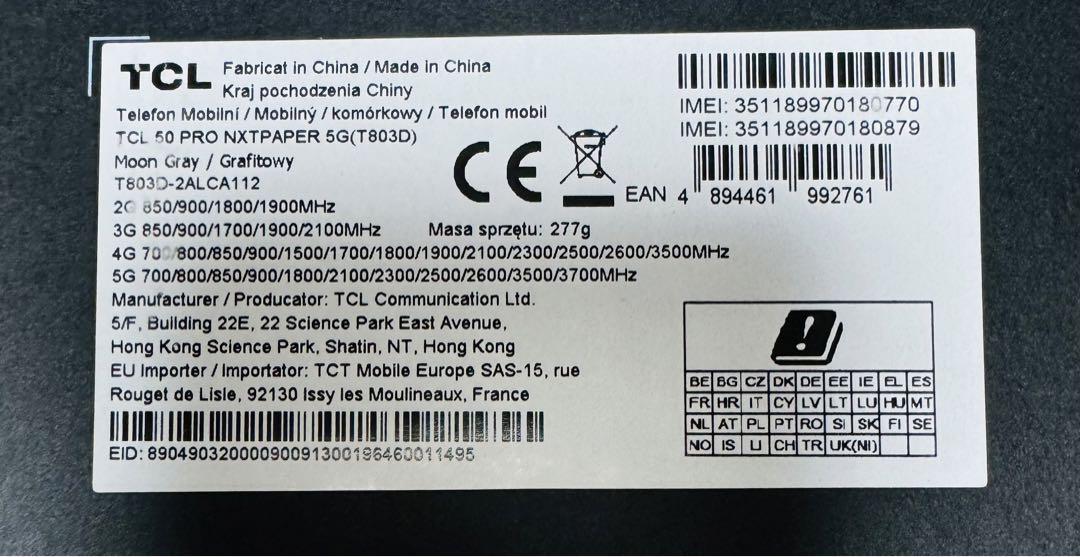 TCL Fabricat in China / Made in China
Kraj pochodzenia Chiny
Telefon Mobilní / Mobilný / komórkowy / Telefon mobil
TCL 50 PRO NXTPAPER 5G(T803D)
Moon Gray / Grafitowy
T803D-2ALCA112
2G 850/900/1800/1900MHz
3G 850/900/1700/1900/2100MHz Masa sprzętu: 277g
4G 700/800/850/900/1500/1700/1800/1900/2100/2300/2500/2600/3500MHz
5G 700/800/850/900/1800/2100/2300/2500/2600/3500/3700MHz
Manufacturer / Producator: TCL Communication Ltd.
5/F, Building 22E, 22 Science Park East Avenue,
Hong Kong Science Park, Shatin, NT, Hong Kong
EU Importer / Importator: TCT Mobile Europe SAS-15, rue
Rouget de Lisle, 92130 Issy les Moulineaux, France
EID: 89049032000090091300196460011495
CE
IMEI: 351189970180770
IMEI: 351189970180879
EAN 4 894461 992761
BE BG CZ DK DE EE IE EL ES
FR HR IT CY LV LT LU HU MT
NL AT PL PT RO SI SK FI SE
NO IS LI CH TR UK(NI)